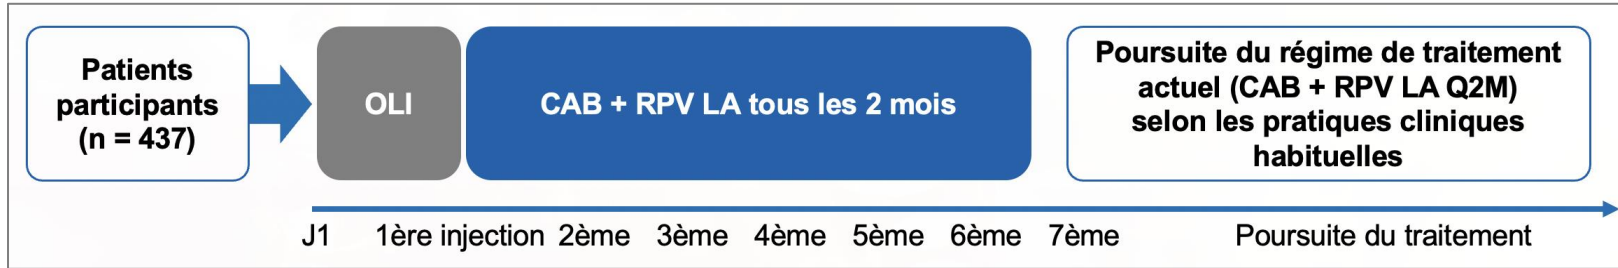 Patients
participants
(n = 437)
OLI
CAB + RPV LA tous les 2 mois
Poursuite du régime de traitement
actuel (CAB + RPV LA Q2M)
selon les pratiques cliniques
habituelles
J1 1ère injection 2ème 3ème 4ème 5ème 6ème 7ème Poursuite du traitement